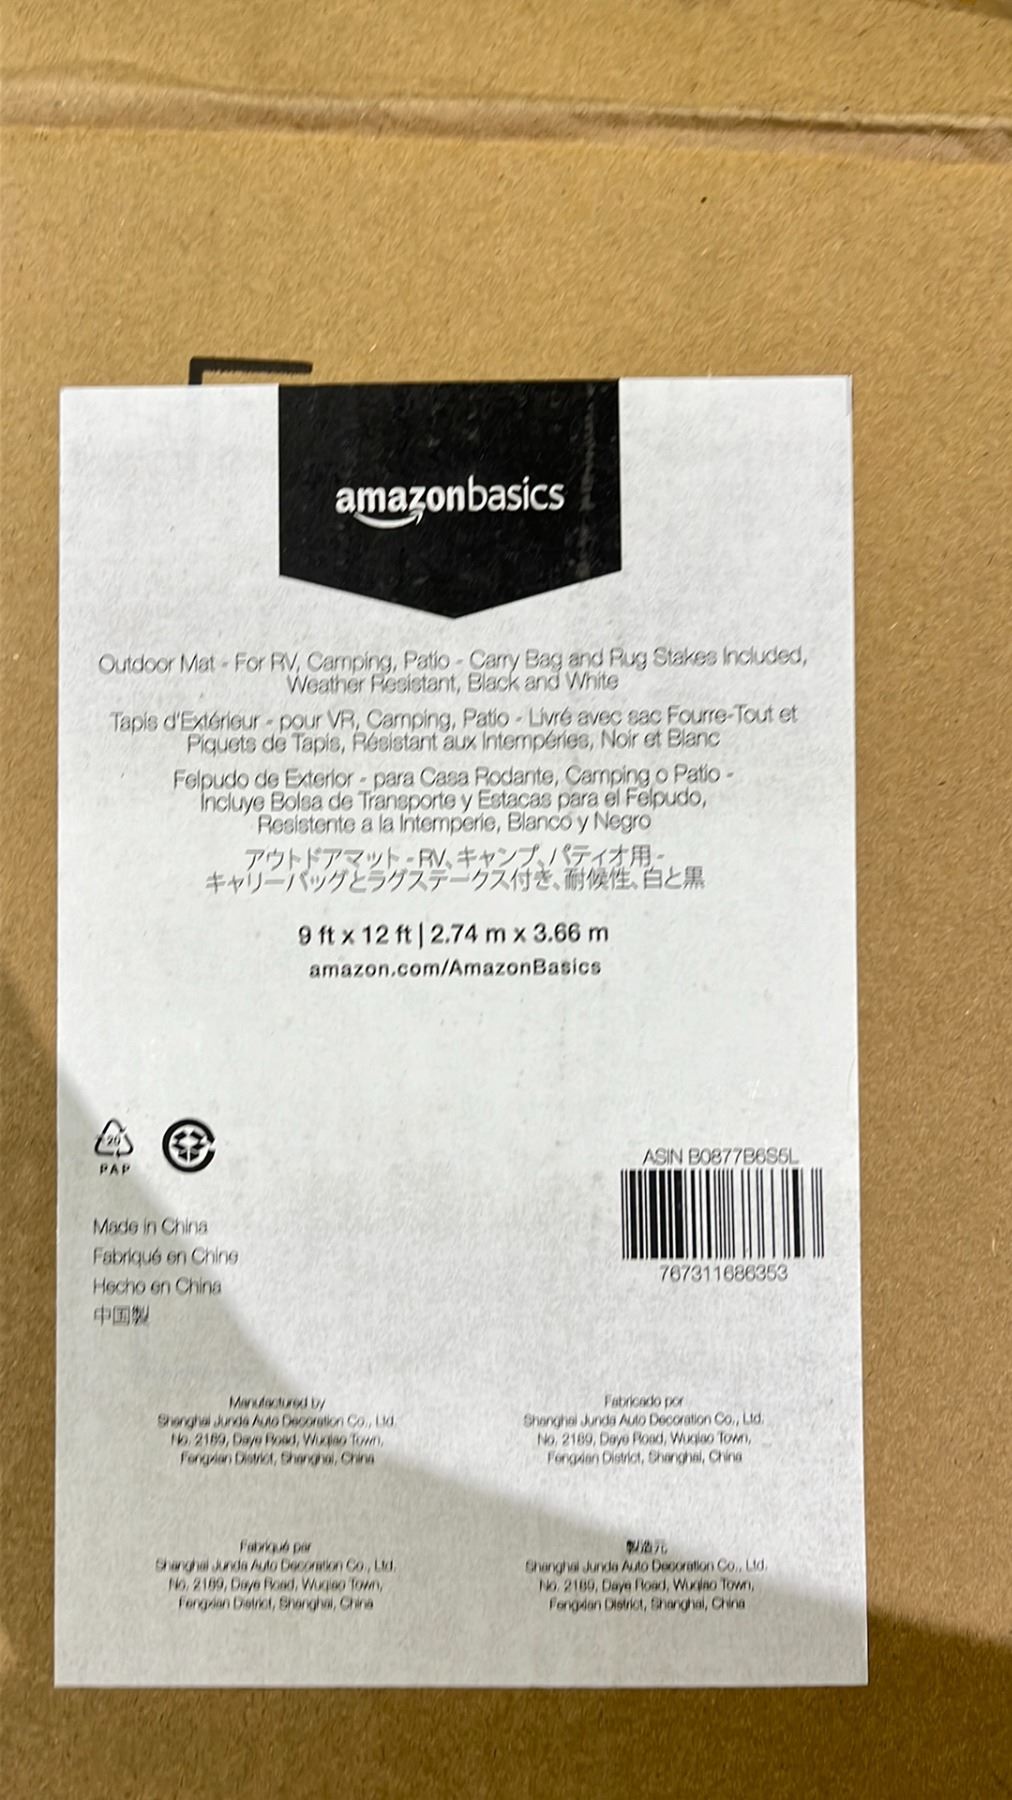 amazonbasics
Outdoor Mat - For RV, Camping, Patio - Carry Bag and Rug Stakes Included,
Weather Resistant, Black and White
Tapis d'Extérieur - pour VR, Camping, Patio - Livré avec sac Fourre-Tout et
Piquets de Tapis, Résistant aux Intempéries, Noir et Blanc
Felpudo de Exterior - para Casa Rodante, Camping o Patio -
Incluye Bolsa de Transporte y Estacas para el Felpudo,
Resistente a la Intemperie, Blanco y Negro
アウトドアマット - RV、キャンプ、パティオ用 -
キャリーバッグとラグステークス付き、耐候性、白と黒
9 ft x 12 ft | 2.74 m x 3.66 m
amazon.com/AmazonBasics
20
PAP
ASIN B0877B6S5L
767311686353
Made in China
Fabriqué en Chine
Hecho en China
中国製
Manufactured by
Shanghai Junda Auto Decoration Co., Ltd.
No. 2189, Daye Road, Wuqiao Town,
Fengxian District, Shanghai, China
Fabricado por
Shanghai Junda Auto Decoration Co., Ltd.
No. 2189, Daye Road, Wuqiao Town,
Fengxian District, Shanghai, China
Fabriqué par
Shanghai Junda Auto Decoration Co., Ltd.
No. 2189, Daye Road, Wuqiao Town,
Fengxian District, Shanghai, China
製造元
Shanghai Junda Auto Decoration Co., Ltd.
No. 2189, Daye Road, Wuqiao Town,
Fengxian District, Shanghai, China